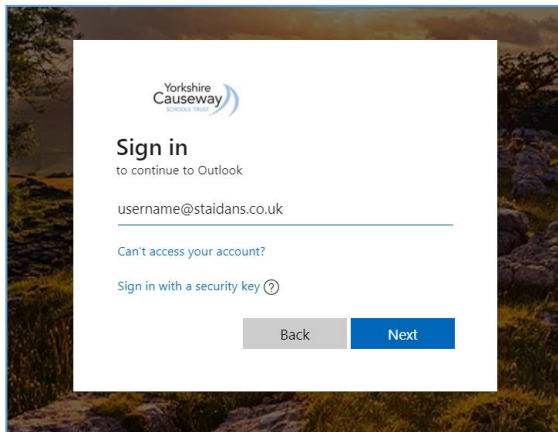 Yorkshire
Causeway
SCHOOLS TRUST
Sign in
to continue to Outlook
username@staidans.co.uk
Can't access your account?
Sign in with a security key ?
Back Next